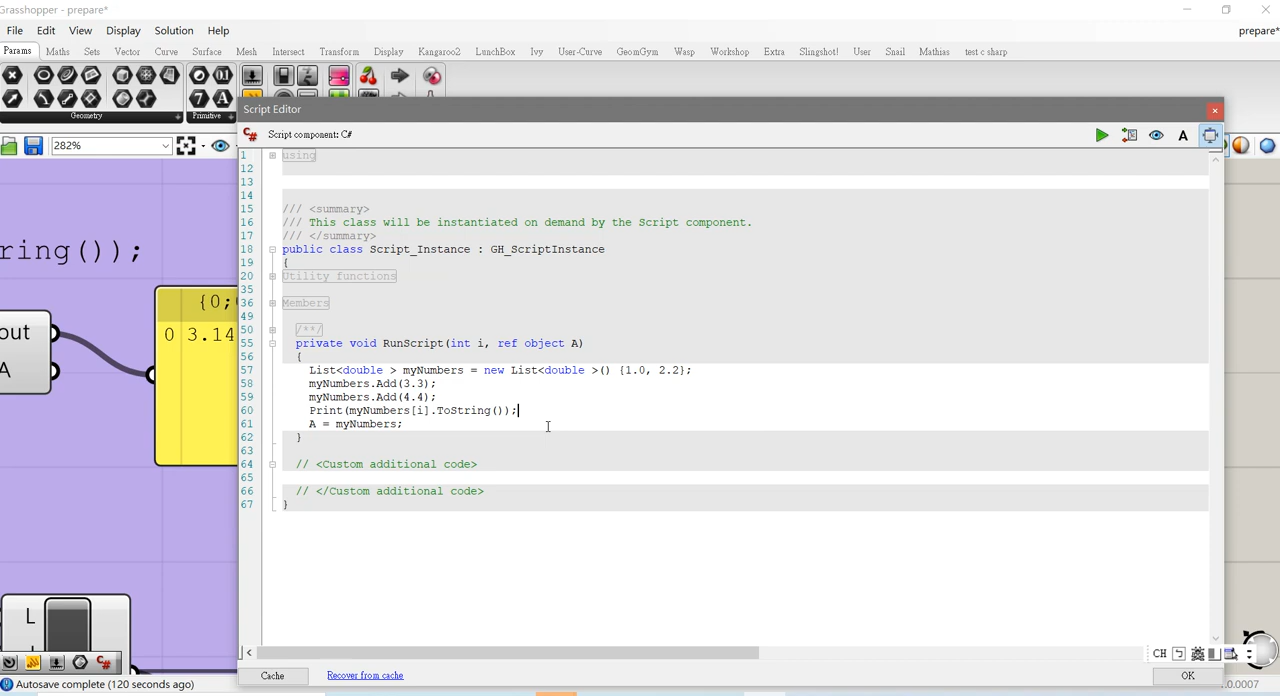 Grasshopper - prepare*
File Edit View Display Solution Help
prepare*
Params Maths Sets Vector Curve Surface Mesh Intersect Transform Display Kangaroo2 LunchBox Ivy User-Curve GeomGym Wasp Workshop Extra Slingshot! User Snail Mathias test c sharp
Geometry
Primitive
Script Editor
Script component: C#
282%
1 using
12
13
14
15 /// <summary>
16 /// This class will be instantiated on demand by the Script component.
17 /// </summary>
18 public class Script_Instance : GH_ScriptInstance
19 {
20 Utility functions
35
36 Members
49
50 /**/
55 private void RunScript(int i, ref object A)
56 {
57 List<double > myNumbers = new List<double >() {1.0, 2.2};
58 myNumbers.Add(3.3);
59 myNumbers.Add(4.4);
60 Print(myNumbers[i].ToString());
61 A = myNumbers;
62 }
63
64 // <Custom additional code>
65
66 // </Custom additional code>
67 }
ring());
{0;
out
0 3.14
A
L
CH
Cache Recover from cache OK
Autosave complete (120 seconds ago)
.0.0007